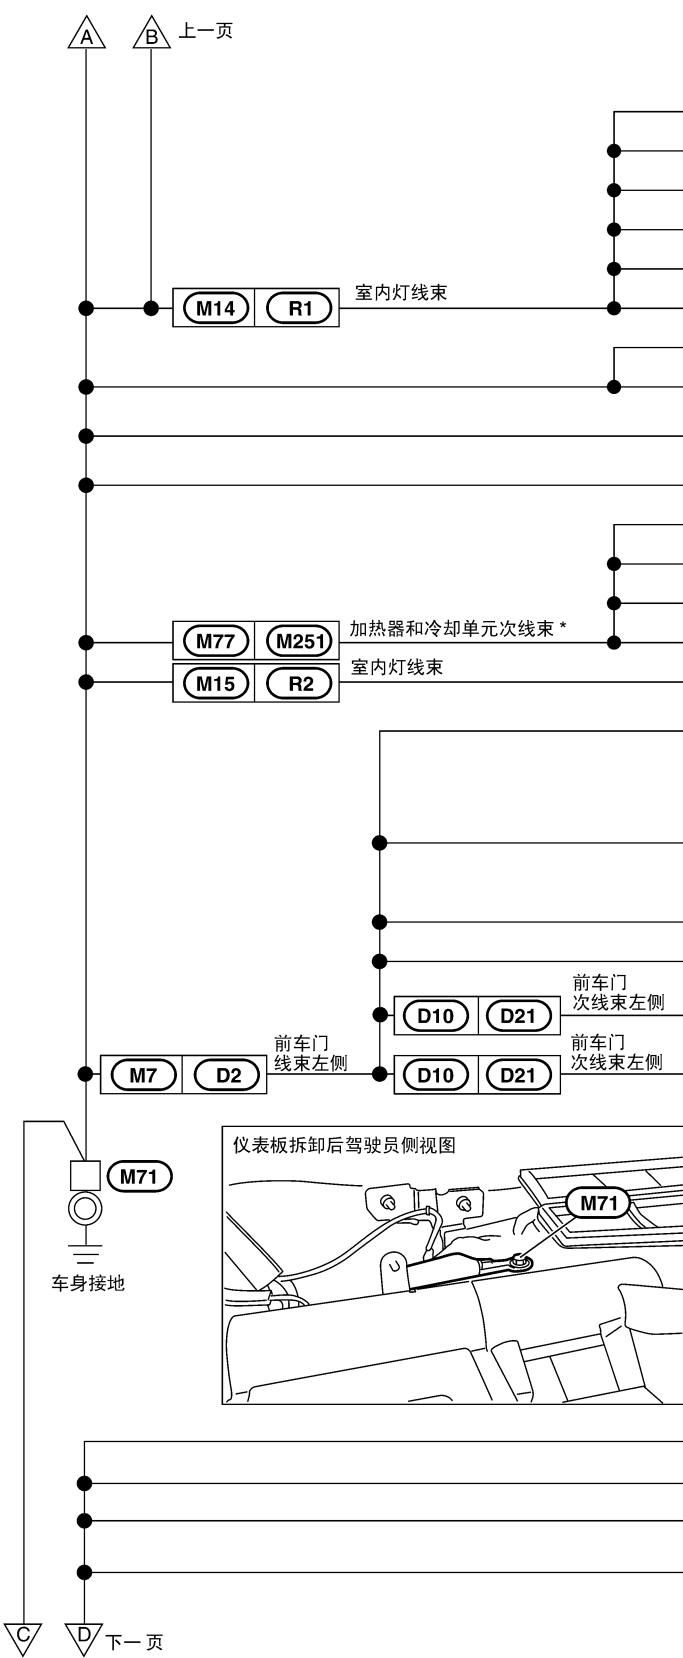 A
B
上一页
室内灯线束
M14
R1
加热器和冷却单元次线束 *
M77
M251
室内灯线束
M15
R2
前车门
次线束左侧
D10
D21
前车门
线束左侧
前车门
次线束左侧
M7
D2
D10
D21
仪表板拆卸后驾驶员侧视图
M71
M71
车身接地
C
D
下一页